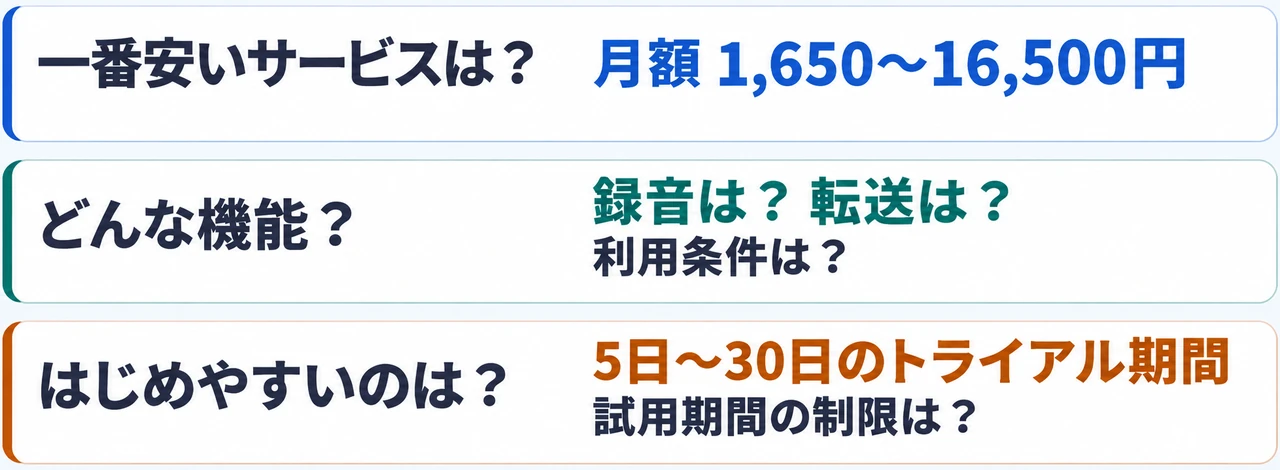 一番安いサービスは？
月額 1,650～16,500円
どんな機能？
録音は？ 転送は？
利用条件は？
はじめやすいのは？
5日～30日のトライアル期間
試用期間の制限は？